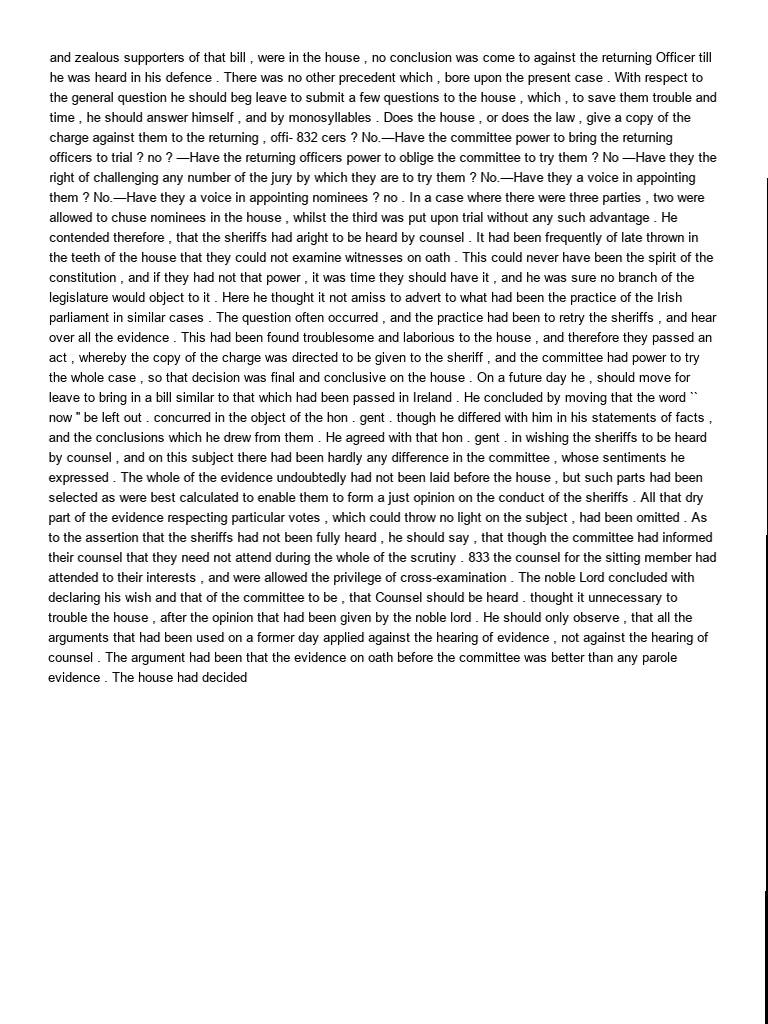 and zealous supporters of that bill , were in the house , no conclusion was come to against the returning Officer till
he was heard in his defence . There was no other precedent which , bore upon the present case . With respect to
the general question he should beg leave to submit a few questions to the house , which , to save them trouble and
time , he should answer himself , and by monosyllables . Does the house , or does the law , give a copy of the
charge against them to the returning , offi- 832 cers ? No.—Have the committee power to bring the returning
officers to trial ? no ? —Have the returning officers power to oblige the committee to try them ? No —Have they the
right of challenging any number of the jury by which they are to try them ? No.—Have they a voice in appointing
them ? No.—Have they a voice in appointing nominees ? no . In a case where there were three parties , two were
allowed to chuse nominees in the house , whilst the third was put upon trial without any such advantage . He
contended therefore , that the sheriffs had aright to be heard by counsel . It had been frequently of late thrown in
the teeth of the house that they could not examine witnesses on oath . This could never have been the spirit of the
constitution , and if they had not that power , it was time they should have it , and he was sure no branch of the
legislature would object to it . Here he thought it not amiss to advert to what had been the practice of the Irish
parliament in similar cases . The question often occurred , and the practice had been to retry the sheriffs , and hear
over all the evidence . This had been found troublesome and laborious to the house , and therefore they passed an
act , whereby the copy of the charge was directed to be given to the sheriff , and the committee had power to try
the whole case , so that decision was final and conclusive on the house . On a future day he , should move for
leave to bring in a bill similar to that which had been passed in Ireland . He concluded by moving that the word ``
now '' be left out . concurred in the object of the hon . gent . though he differed with him in his statements of facts ,
and the conclusions which he drew from them . He agreed with that hon . gent . in wishing the sheriffs to be heard
by counsel , and on this subject there had been hardly any difference in the committee , whose sentiments he
expressed . The whole of the evidence undoubtedly had not been laid before the house , but such parts had been
selected as were best calculated to enable them to form a just opinion on the conduct of the sheriffs . All that dry
part of the evidence respecting particular votes , which could throw no light on the subject , had been omitted . As
to the assertion that the sheriffs had not been fully heard , he should say , that though the committee had informed
their counsel that they need not attend during the whole of the scrutiny . 833 the counsel for the sitting member had
attended to their interests , and were allowed the privilege of cross-examination . The noble Lord concluded with
declaring his wish and that of the committee to be , that Counsel should be heard . thought it unnecessary to
trouble the house , after the opinion that had been given by the noble lord . He should only observe , that all the
arguments that had been used on a former day applied against the hearing of evidence , not against the hearing of
counsel . The argument had been that the evidence on oath before the committee was better than any parole
evidence . The house had decided